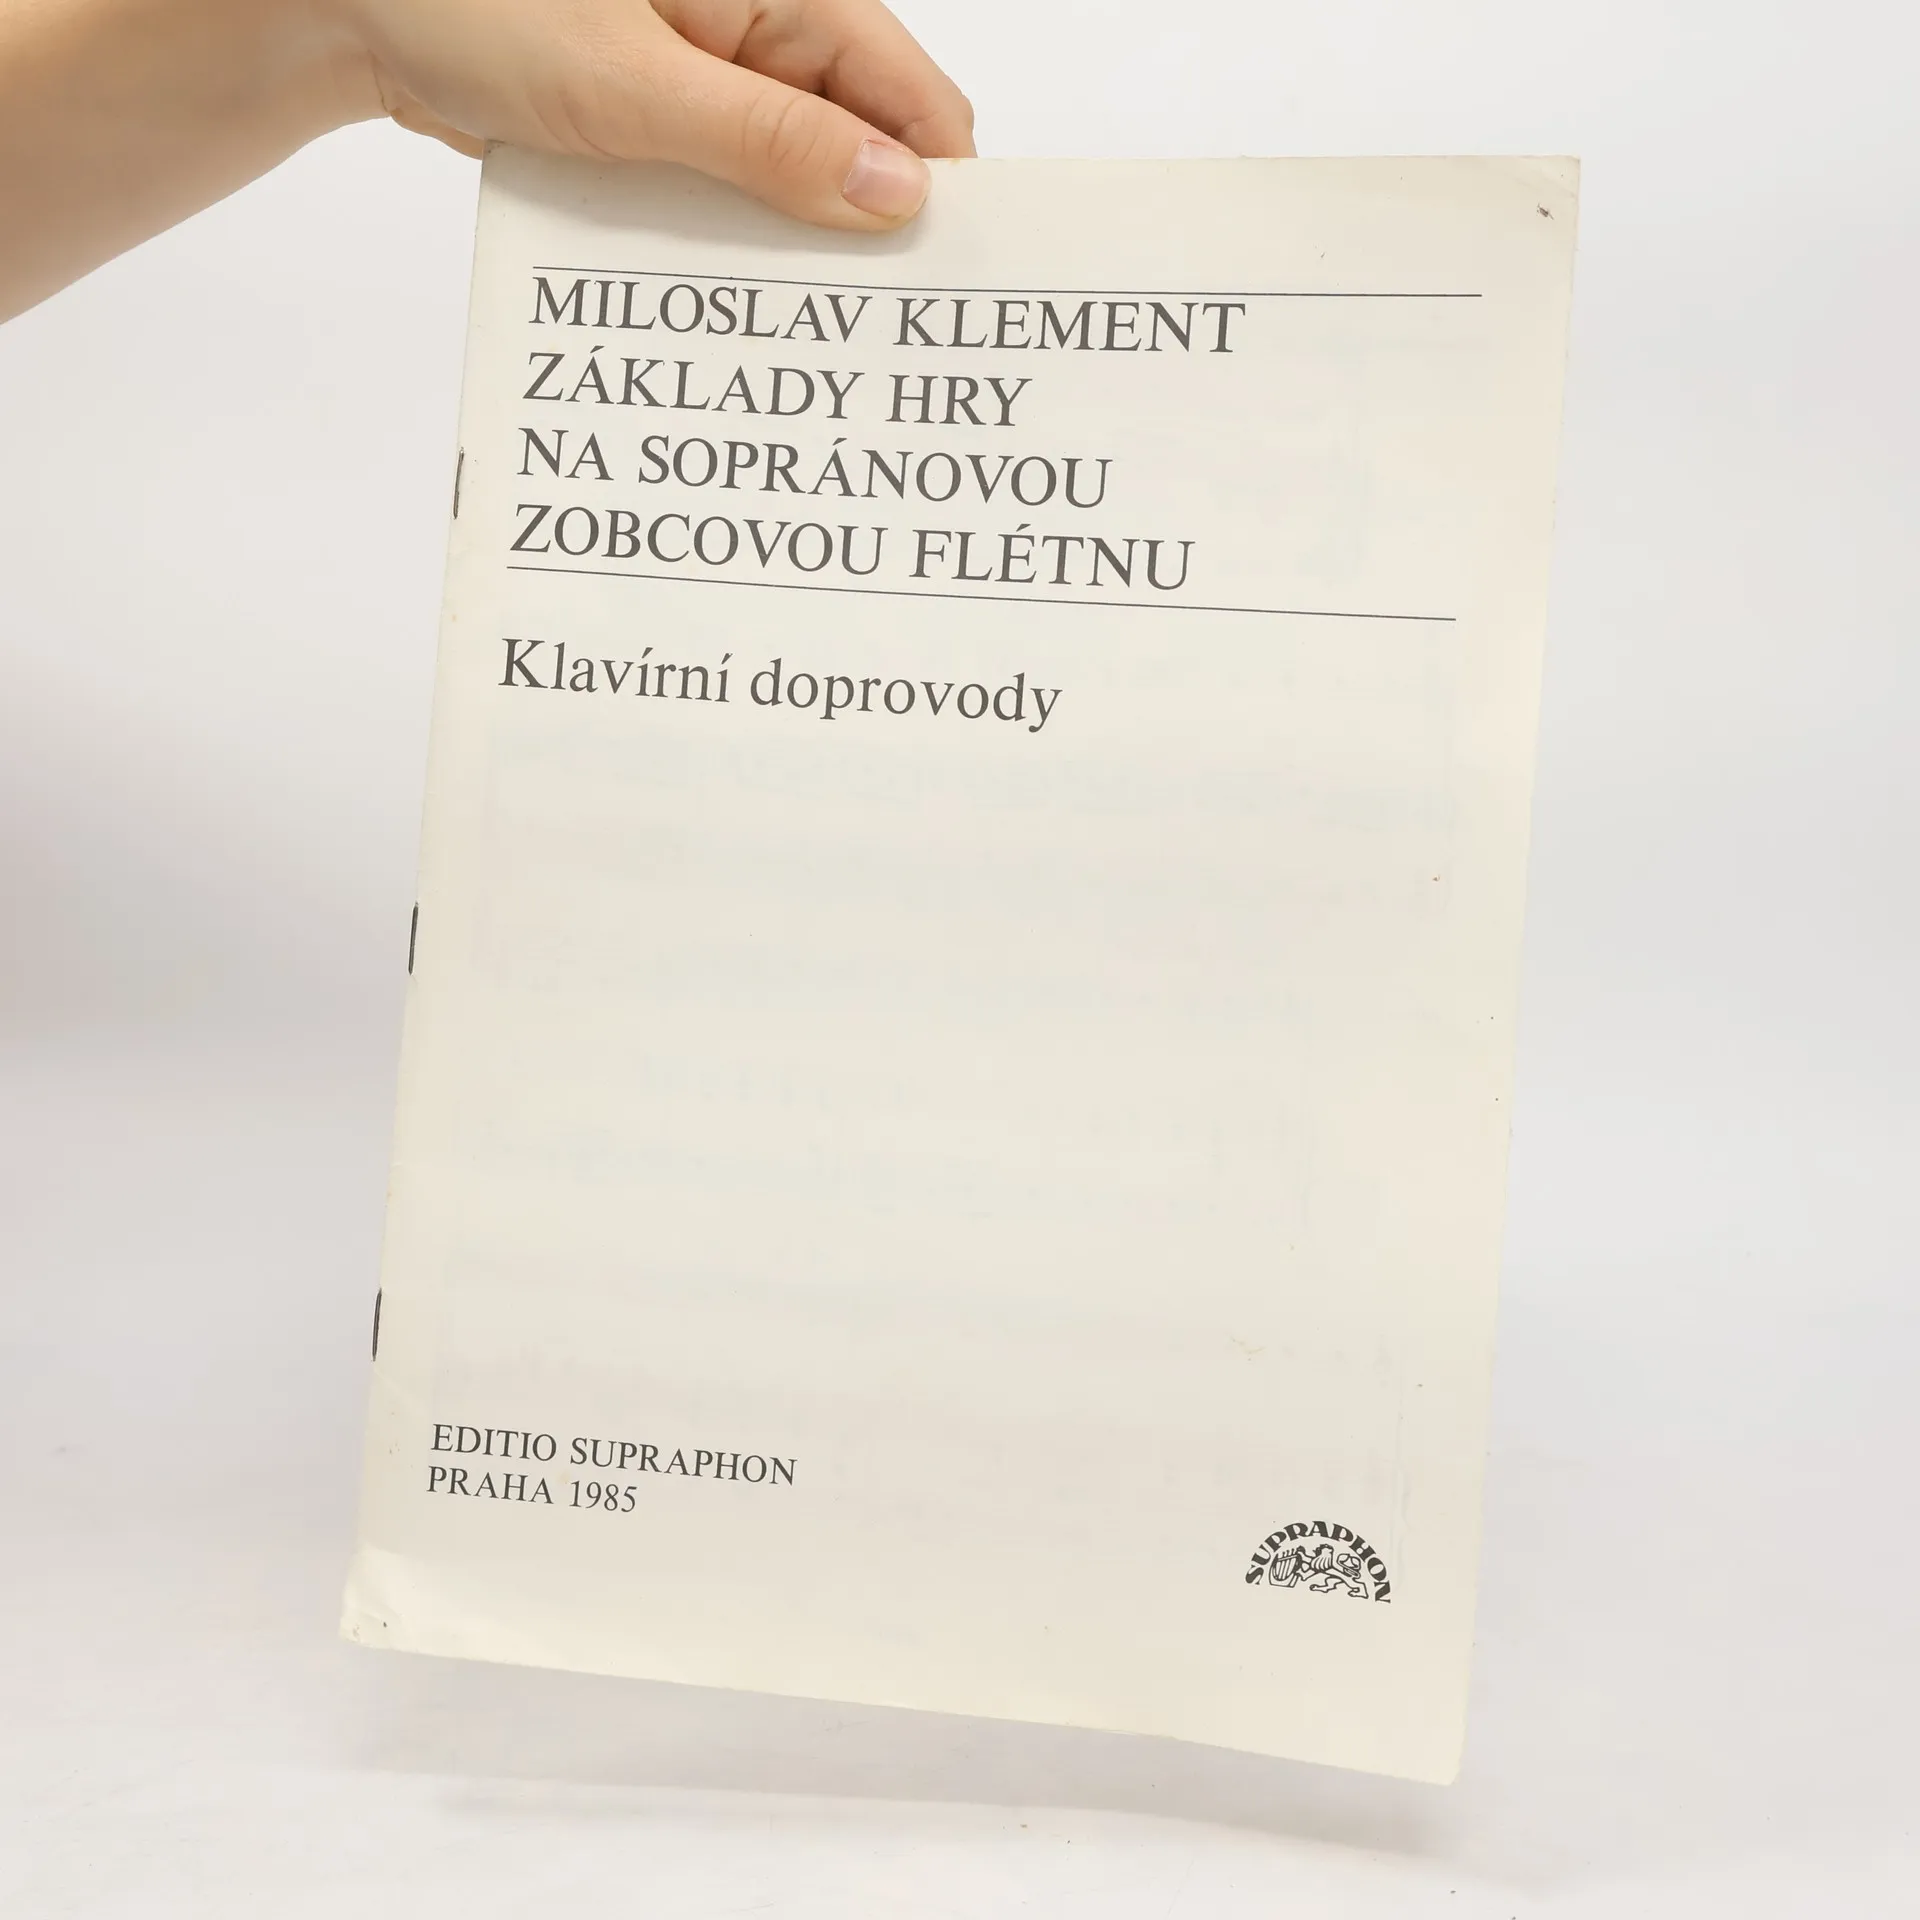 MILOSLAV KLEMENT
ZÁKLADY HRY
NA SOPRÁNOVOU
ZOBCOVOU FLÉTNU
Klavírní doprovody
EDITIO SUPRAPHON
PRAHA 1985
SUPRAPHON